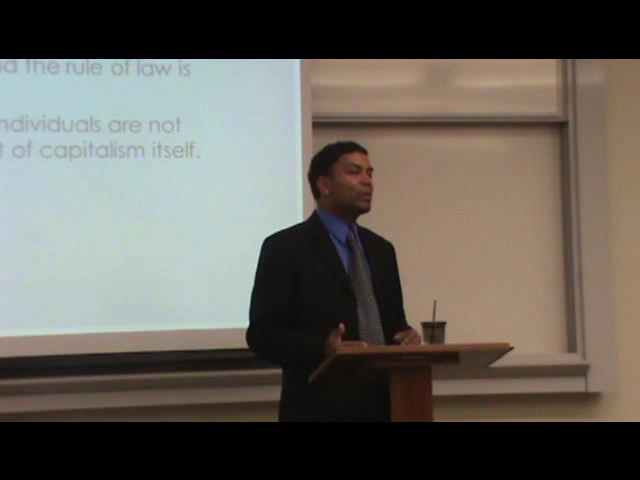 the rule of law is
individuals are not
of capitalism itself.